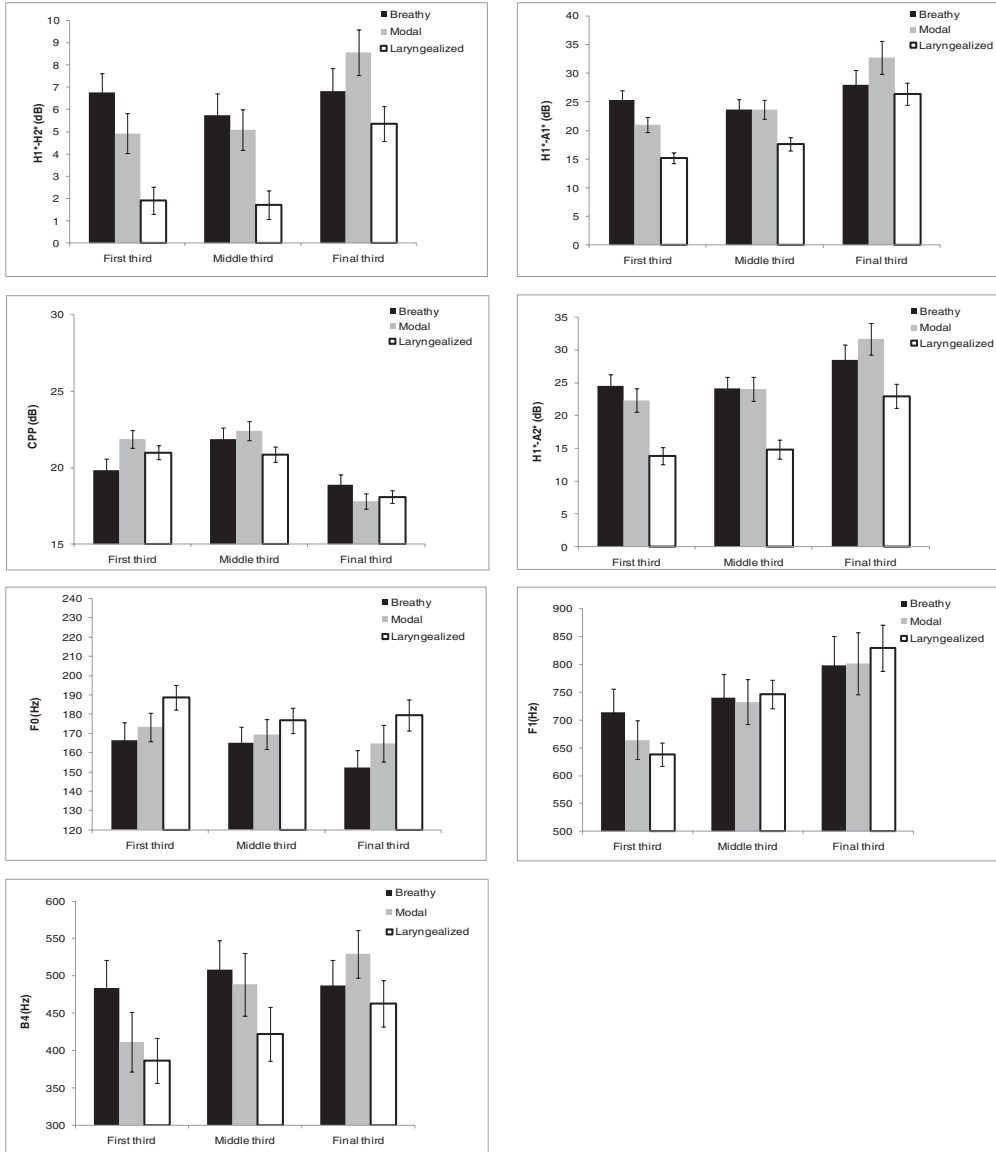 H1*-H2* (dB)
10
9
8
7
6
5
4
3
2
1
0
First third Middle third Final third
Breathy
Modal
Laryngealized
H1*-A1* (dB)
40
35
30
25
20
15
10
5
0
First third Middle third Final third
Breathy
Modal
Laryngealized
CPP (dB)
30
25
20
15
First third Middle third Final third
Breathy
Modal
Laryngealized
H1*-A2* (dB)
35
30
25
20
15
10
5
0
First third Middle third Final third
Breathy
Modal
Laryngealized
F0(Hz)
240
230
220
210
200
190
180
170
160
150
140
130
120
First third Middle third Final third
Breathy
Modal
Laryngealized
F1(Hz)
900
850
800
750
700
650
600
550
500
First third Middle third Final third
Breathy
Modal
Laryngealized
B4(Hz)
600
550
500
450
400
350
300
First third Middle third Final third
Breathy
Modal
Laryngealized